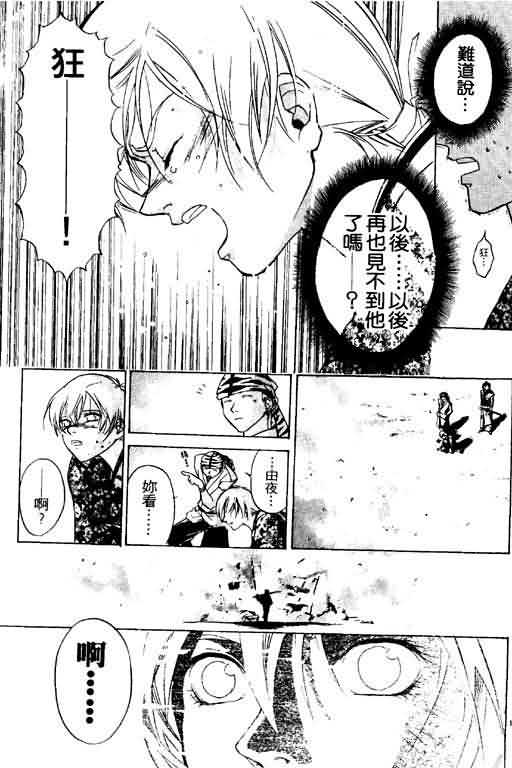 難道說…
狂…
以後……以後
再也見不到他
了嗎——？
狂——！
…由夜…
妳看……
——啊？
啊……